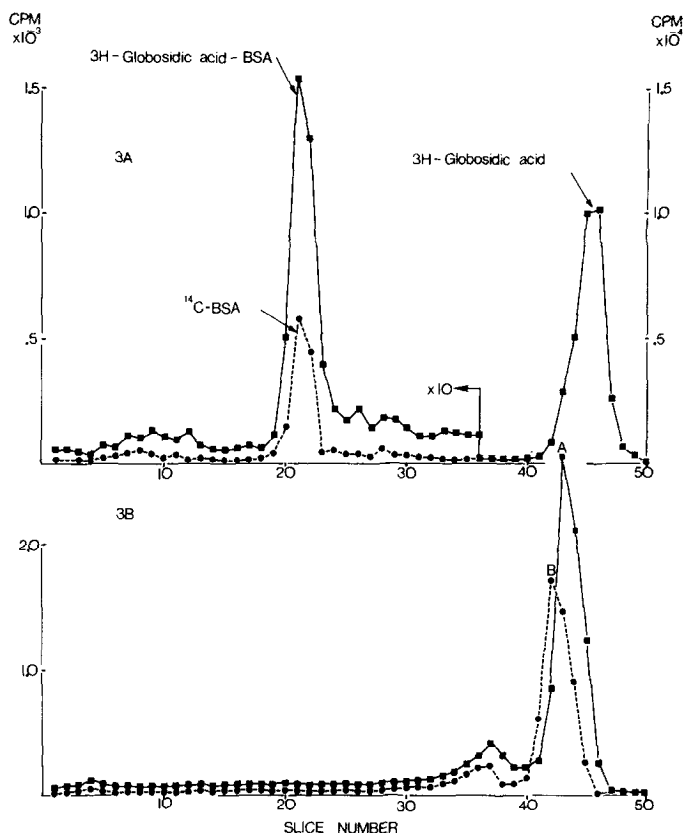 CPM
x10⁻³
CPM
x10⁻⁴
1.5
1.5
3H-Globosidic acid-BSA
3A
3H-Globosidic acid
1.0
1.0
¹⁴C-BSA
.5
.5
x10
A
10
20
30
40
50
3B
2.0
B
1.0
10
20
30
40
50
SLICE NUMBER